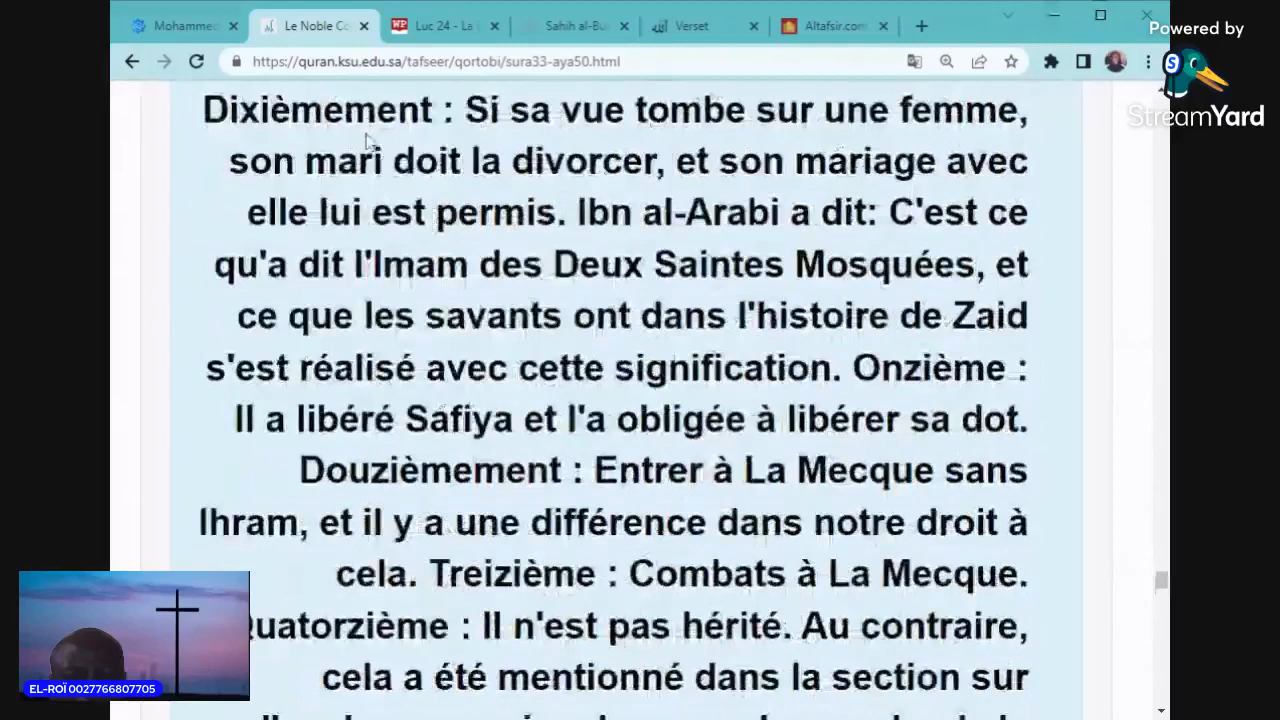 Mohammed
Le Noble Co
Luc 24 - La
Sahih al-Bu
Verset
Altafsir.com
Powered by
https://quran.ksu.edu.sa/tafseer/qortobi/sura33-aya50.html
StreamYard
Dixièmement : Si sa vue tombe sur une femme,
son mari doit la divorcer, et son mariage avec
elle lui est permis. Ibn al-Arabi a dit: C'est ce
qu'a dit l'Imam des Deux Saintes Mosquées, et
ce que les savants ont dans l'histoire de Zaid
s'est réalisé avec cette signification. Onzième :
Il a libéré Safiya et l'a obligée à libérer sa dot.
Douzièmement : Entrer à La Mecque sans
Ihram, et il y a une différence dans notre droit à
cela. Treizième : Combats à La Mecque.
Quatorzième : Il n'est pas hérité. Au contraire,
cela a été mentionné dans la section sur
EL-ROÏ 0027766807705